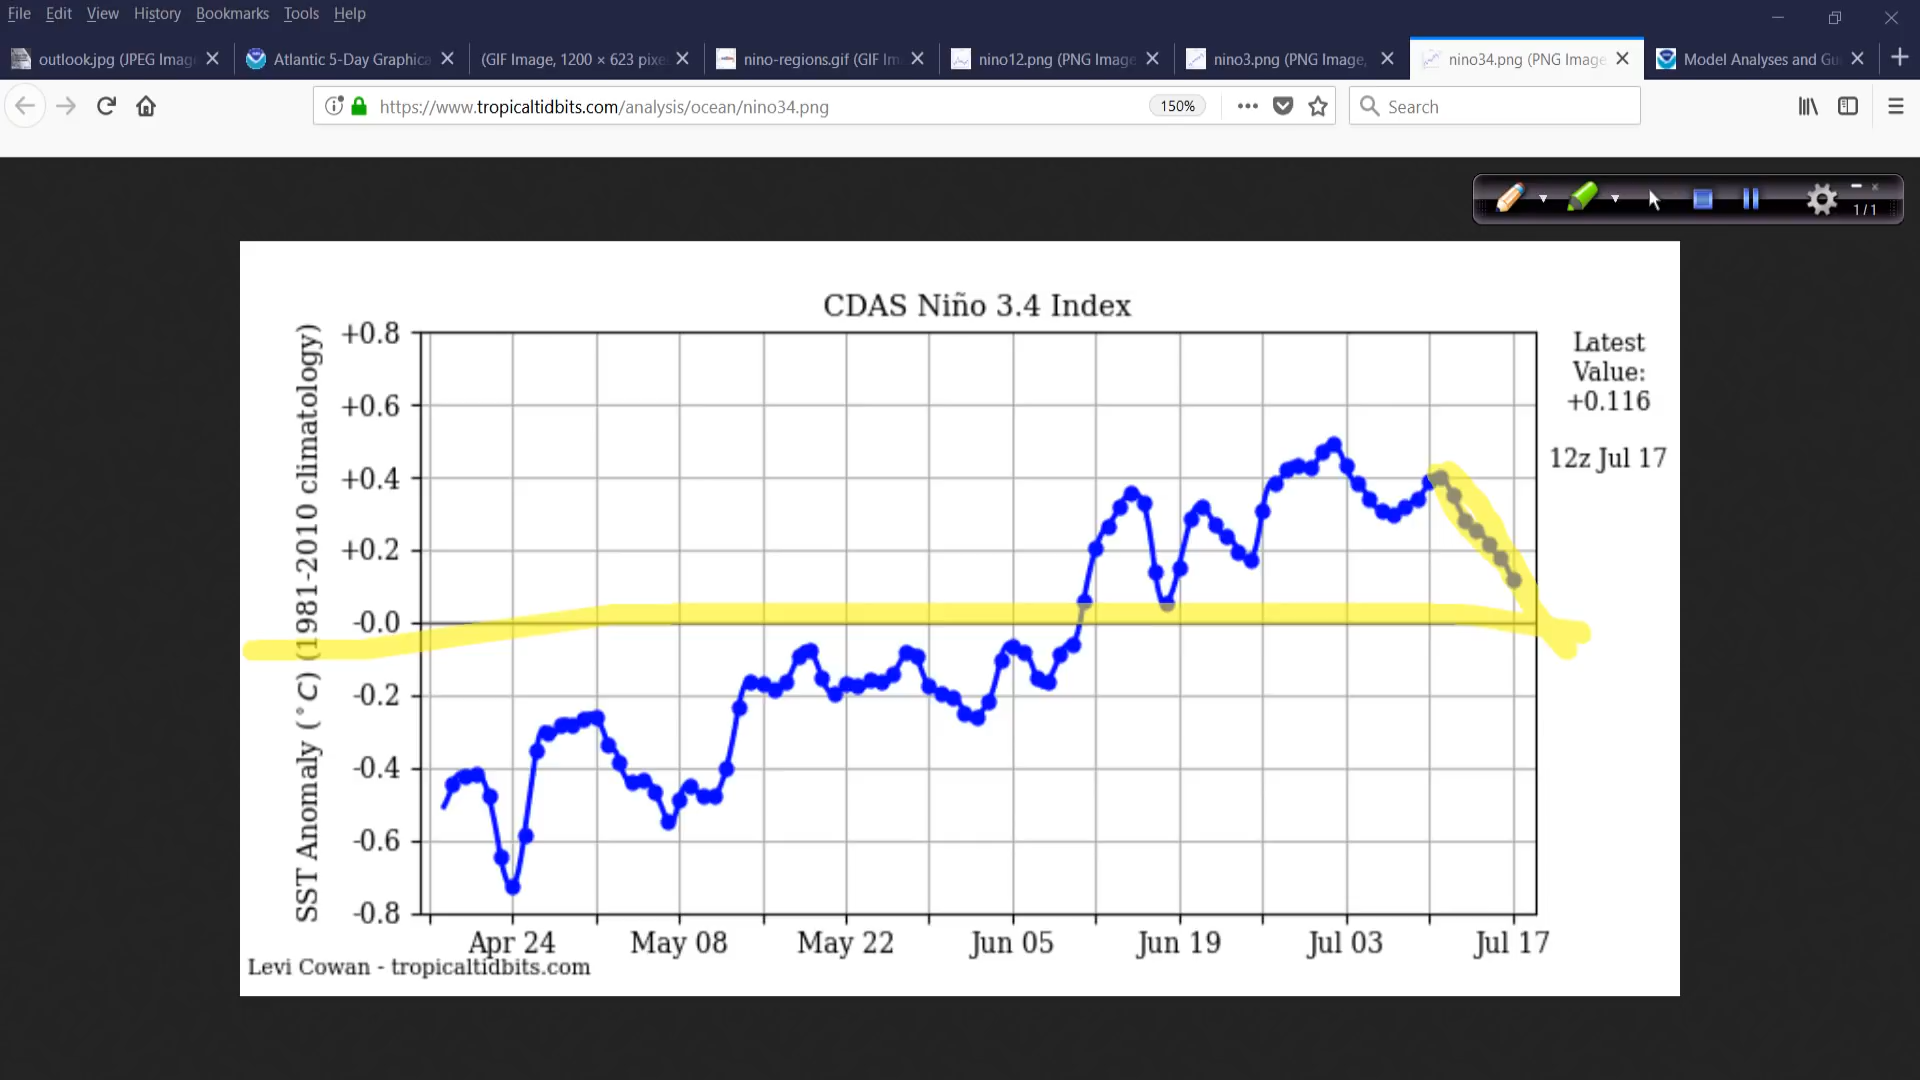 File Edit View History Bookmarks Tools Help
outlook.jpg (JPEG Imag
Atlantic 5-Day Graphica
(GIF Image, 1200 × 623 pixe
nino-regions.gif (GIF Im
nino12.png (PNG Image
nino3.png (PNG Image,
nino34.png (PNG Image
Model Analyses and Gu
https://www.tropicaltidbits.com/analysis/ocean/nino34.png
150%
Search
1/1
CDAS Niño 3.4 Index
SST Anomaly (°C) (1981-2010 climatology)
+0.8
+0.6
+0.4
+0.2
-0.0
-0.2
-0.4
-0.6
-0.8
Latest
Value:
+0.116
12z Jul 17
Apr 24 May 08 May 22 Jun 05 Jun 19 Jul 03 Jul 17
Levi Cowan - tropicaltidbits.com